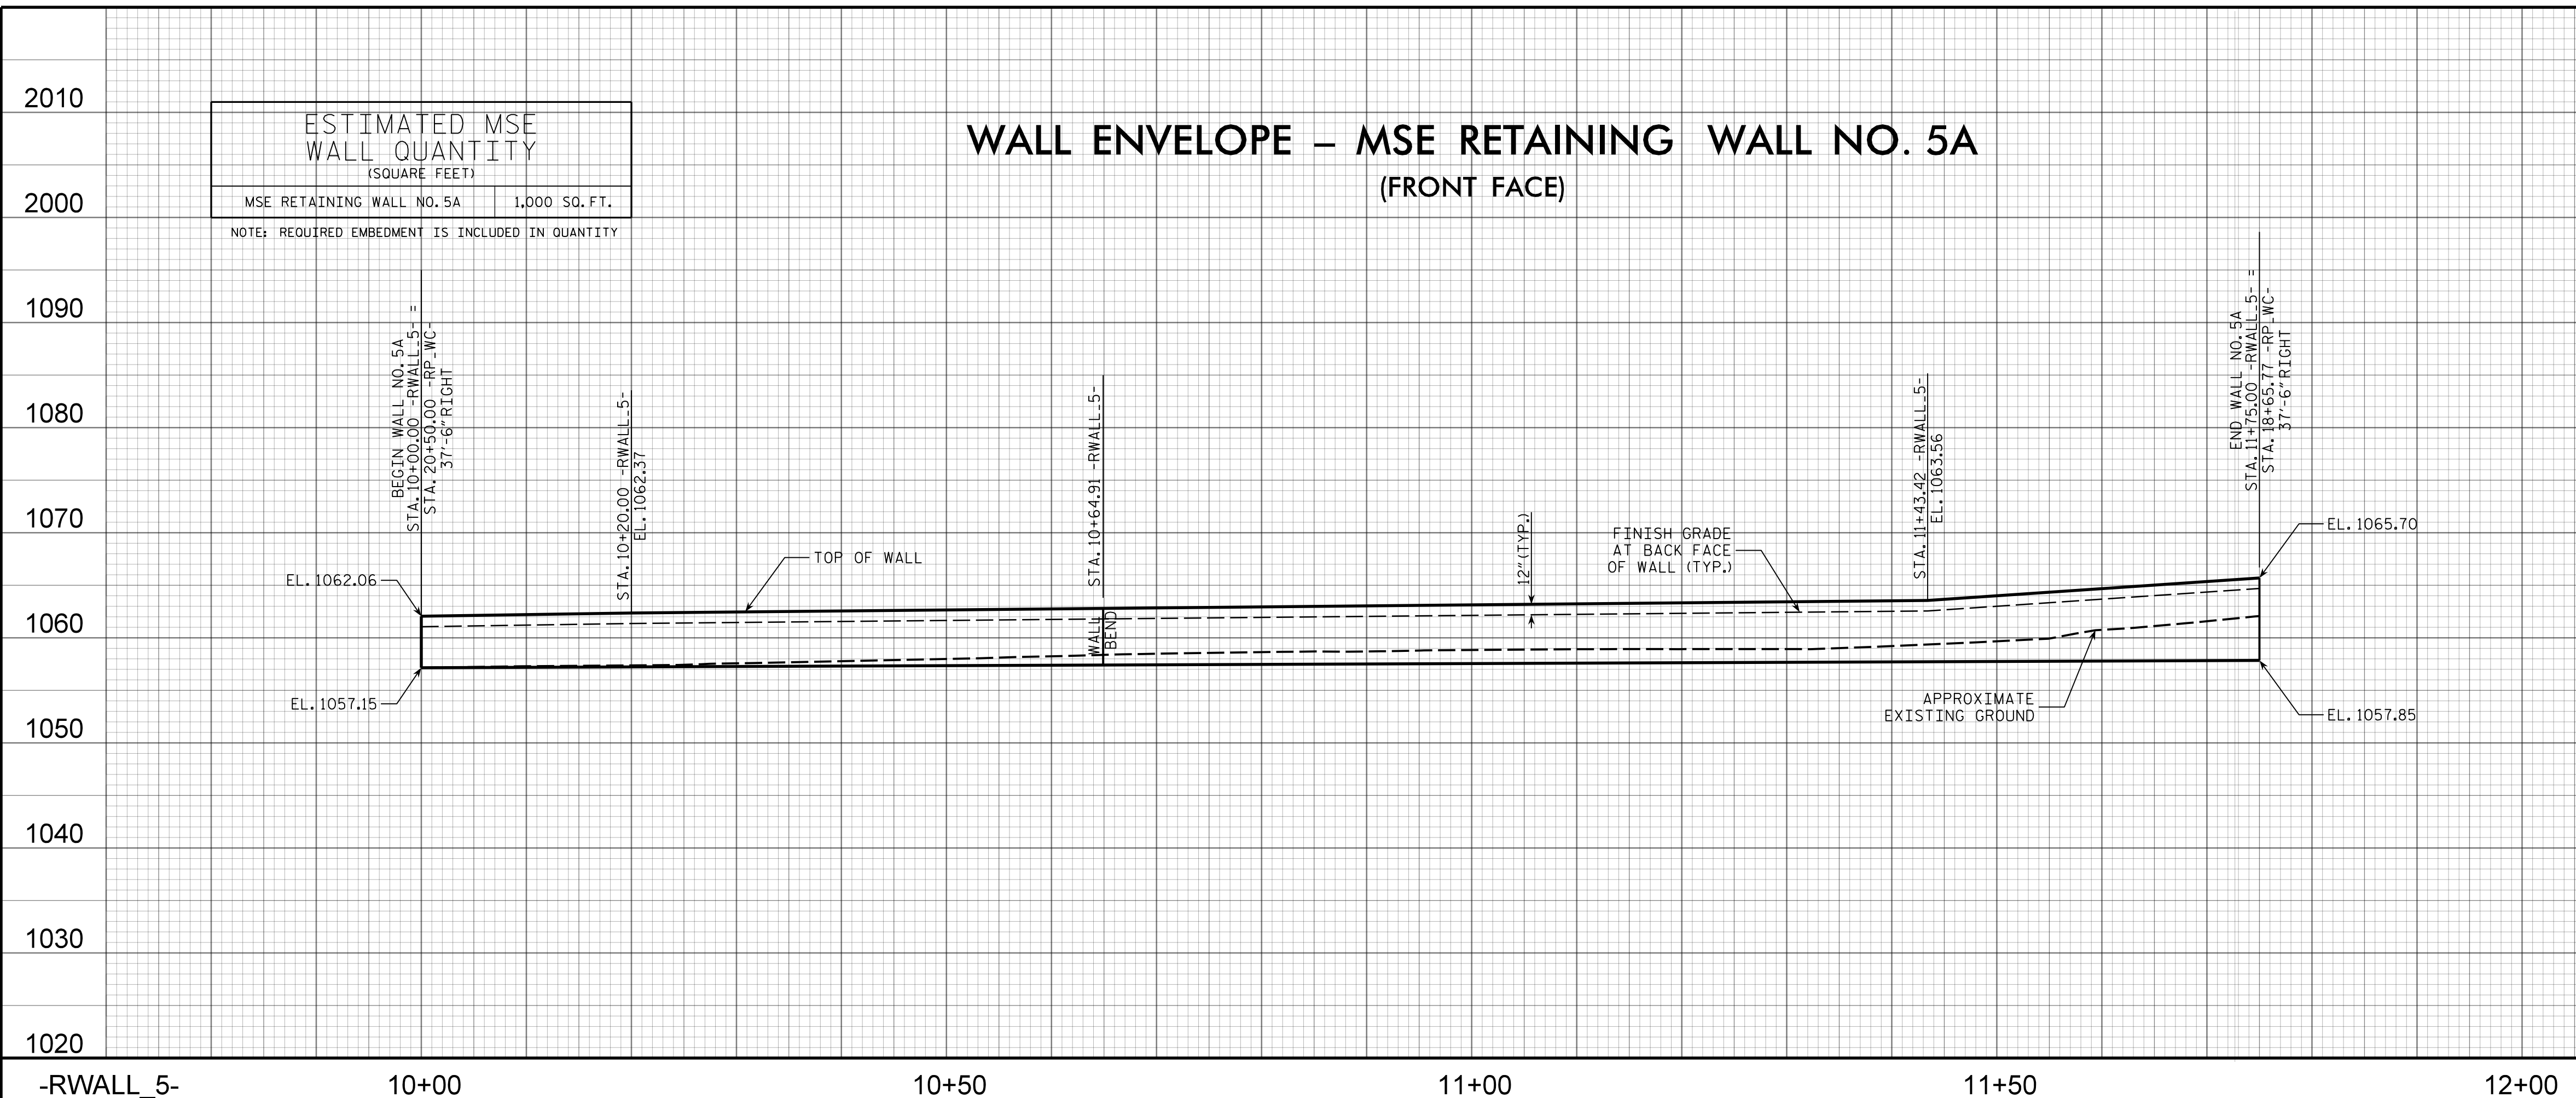 2010
2000
1090
1080
1070
1060
1050
1040
1030
1020
ESTIMATED MSE
WALL QUANTITY
(SQUARE FEET)
MSE RETAINING WALL NO. 5A 1,000 SQ. FT.
NOTE: REQUIRED EMBEDMENT IS INCLUDED IN QUANTITY
WALL ENVELOPE – MSE RETAINING WALL NO. 5A
(FRONT FACE)
BEGIN WALL NO. 5A
STA. 10+00.00 -RWALL_5- =
STA. 20+50.00 -RP_WC-
37'-6" RIGHT
STA. 10+20.00 -RWALL_5-
EL. 1062.37
STA. 10+64.91 -RWALL_5-
WALL
BEND
12" (TYP.)
FINISH GRADE
AT BACK FACE
OF WALL (TYP.)
STA. 11+43.42 -RWALL_5-
EL. 1063.56
END WALL NO. 5A
STA. 11+75.00 -RWALL_5- =
STA. 18+65.77 -RP_WC-
37'-6" RIGHT
EL. 1065.70
TOP OF WALL
EL. 1062.06
EL. 1057.15
APPROXIMATE
EXISTING GROUND
EL. 1057.85
-RWALL_5- 10+00 10+50 11+00 11+50 12+00